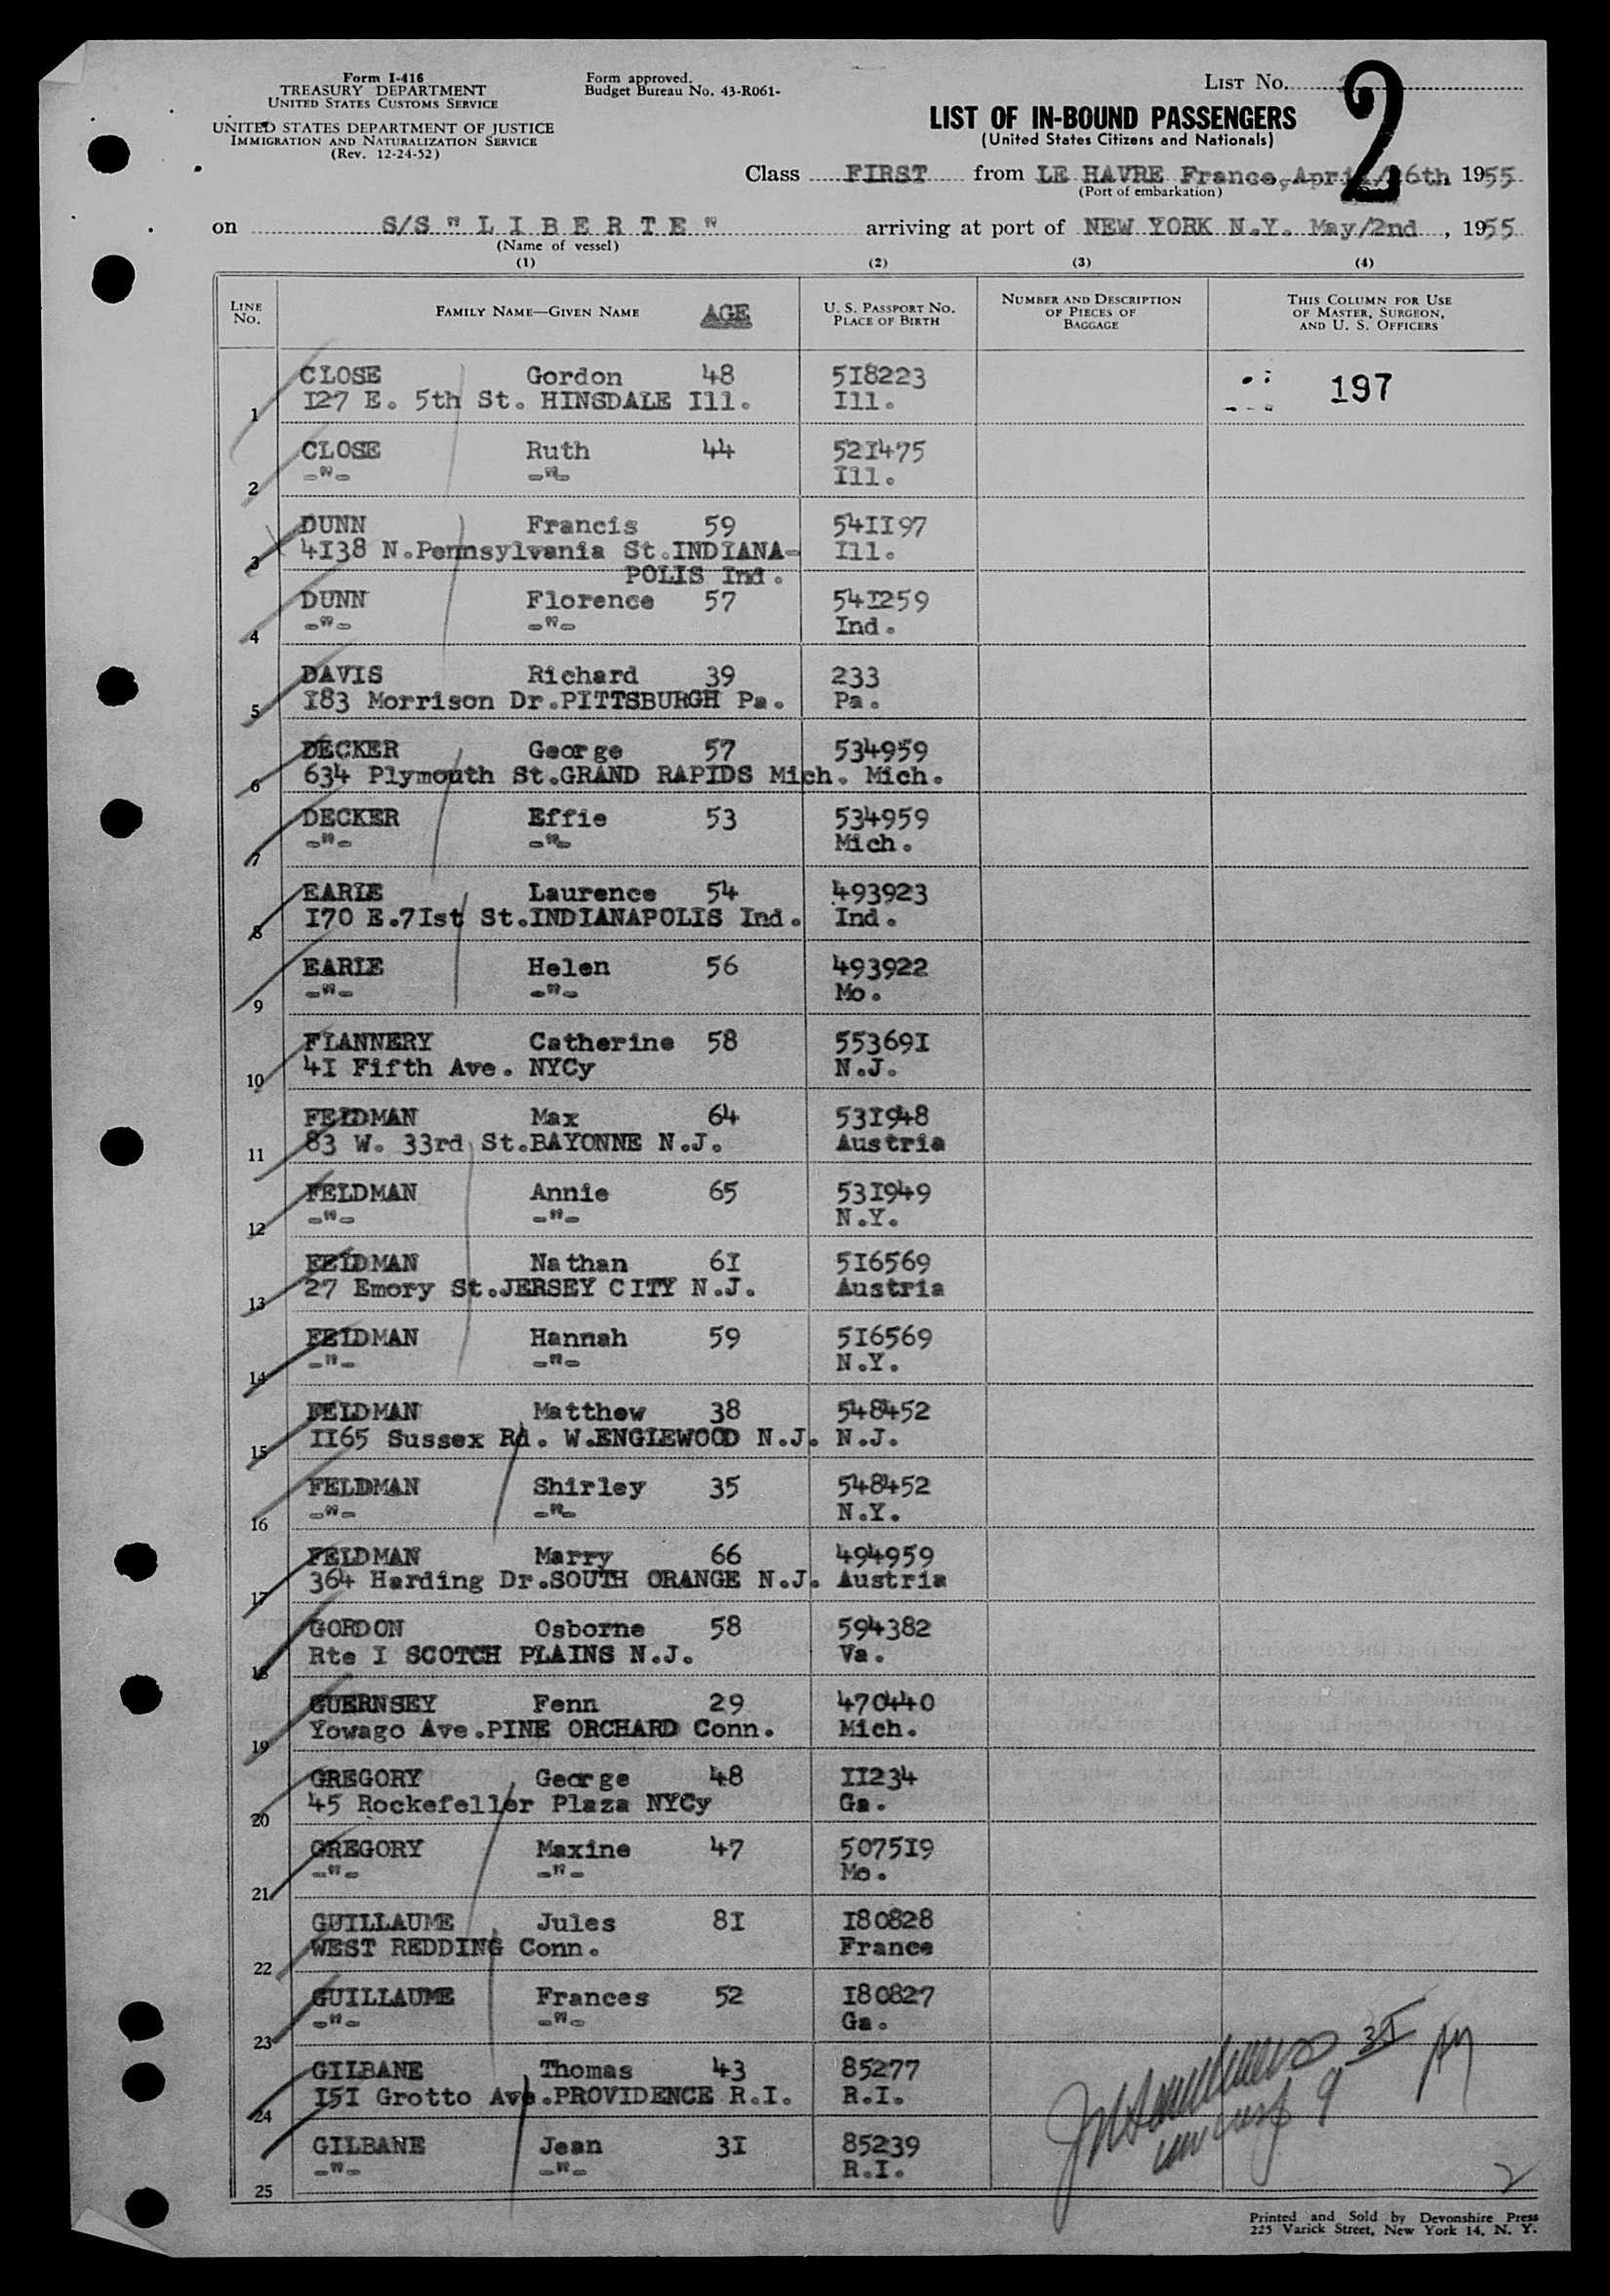 Form I-416
TREASURY DEPARTMENT
UNITED STATES CUSTOMS SERVICE
UNITED STATES DEPARTMENT OF JUSTICE
IMMIGRATION AND NATURALIZATION SERVICE
(Rev. 12-24-52)
Form approved.
Budget Bureau No. 43-R061-
LIST No. 2
LIST OF IN-BOUND PASSENGERS
(United States Citizens and Nationals)
Class FIRST from LE HAVRE France, April/26th 1955
(Port of embarkation)
on S/S " L I B E R T E " arriving at port of NEW YORK N.Y. May/2nd , 1955
(Name of vessel)
(1) (2) (3) (4)
LINE No. FAMILY NAME—GIVEN NAME AGE U. S. PASSPORT No. PLACE OF BIRTH NUMBER AND DESCRIPTION OF PIECES OF BAGGAGE THIS COLUMN FOR USE OF MASTER, SURGEON, AND U. S. OFFICERS
CLOSE Gordon 48 518223 197
1 127 E. 5th St. HINSDALE Ill. Ill.
CLOSE Ruth 44 521475
2 -"- -"- Ill.
DUNN Francis 59 541197
3 4138 N.Pennsylvania St.INDIANA- Ill.
POLIS Ind.
DUNN Florence 57 541259
4 -"- -"- Ind.
DAVIS Richard 39 233
5 183 Morrison Dr.PITTSBURGH Pa. Pa.
DECKER George 57 534959
6 634 Plymouth St.GRAND RAPIDS Mich. Mich.
DECKER Effie 53 534959
7 -"- -"- Mich.
EARLE Laurence 54 493923
8 170 E.71st St.INDIANAPOLIS Ind. Ind.
EARLE Helen 56 493922
9 -"- -"- Mo.
FLANNERY Catherine 58 553691
10 41 Fifth Ave. NYCy N.J.
FELDMAN Max 64 531948
11 83 W. 33rd St.BAYONNE N.J. Austria
FELDMAN Annie 65 531949
12 -"- -"- N.Y.
FELDMAN Nathan 61 516569
13 27 Emory St.JERSEY CITY N.J. Austria
FELDMAN Hannah 59 516569
14 -"- -"- N.Y.
FELDMAN Matthew 38 548452
15 1165 Sussex Rd. W.ENGLEWOOD N.J. N.J.
FELDMAN Shirley 35 548452
16 -"- -"- N.Y.
FELDMAN Marry 66 494959
17 364 Harding Dr.SOUTH ORANGE N.J. Austria
GORDON Osborne 58 594382
18 Rte I SCOTCH PLAINS N.J. Va.
GUERNSEY Fenn 29 470440
19 Yowago Ave.PINE ORCHARD Conn. Mich.
GREGORY George 48 11234
20 45 Rockefeller Plaza NYCy Ga.
GREGORY Maxine 47 507519
21 -"- -"- Mo.
GUILLAUME Jules 81 180828
22 WEST REDDING Conn. France
GUILLAUME Frances 52 180827
23 -"- -"- Ga.
GILBANE Thomas 43 85277
24 151 Grotto Ave.PROVIDENCE R.I. R.I.
GILBANE Jean 31 85239
25 -"- -"- R.I.
2
Printed and Sold by Devonshire Press
225 Varick Street, New York 14, N. Y.